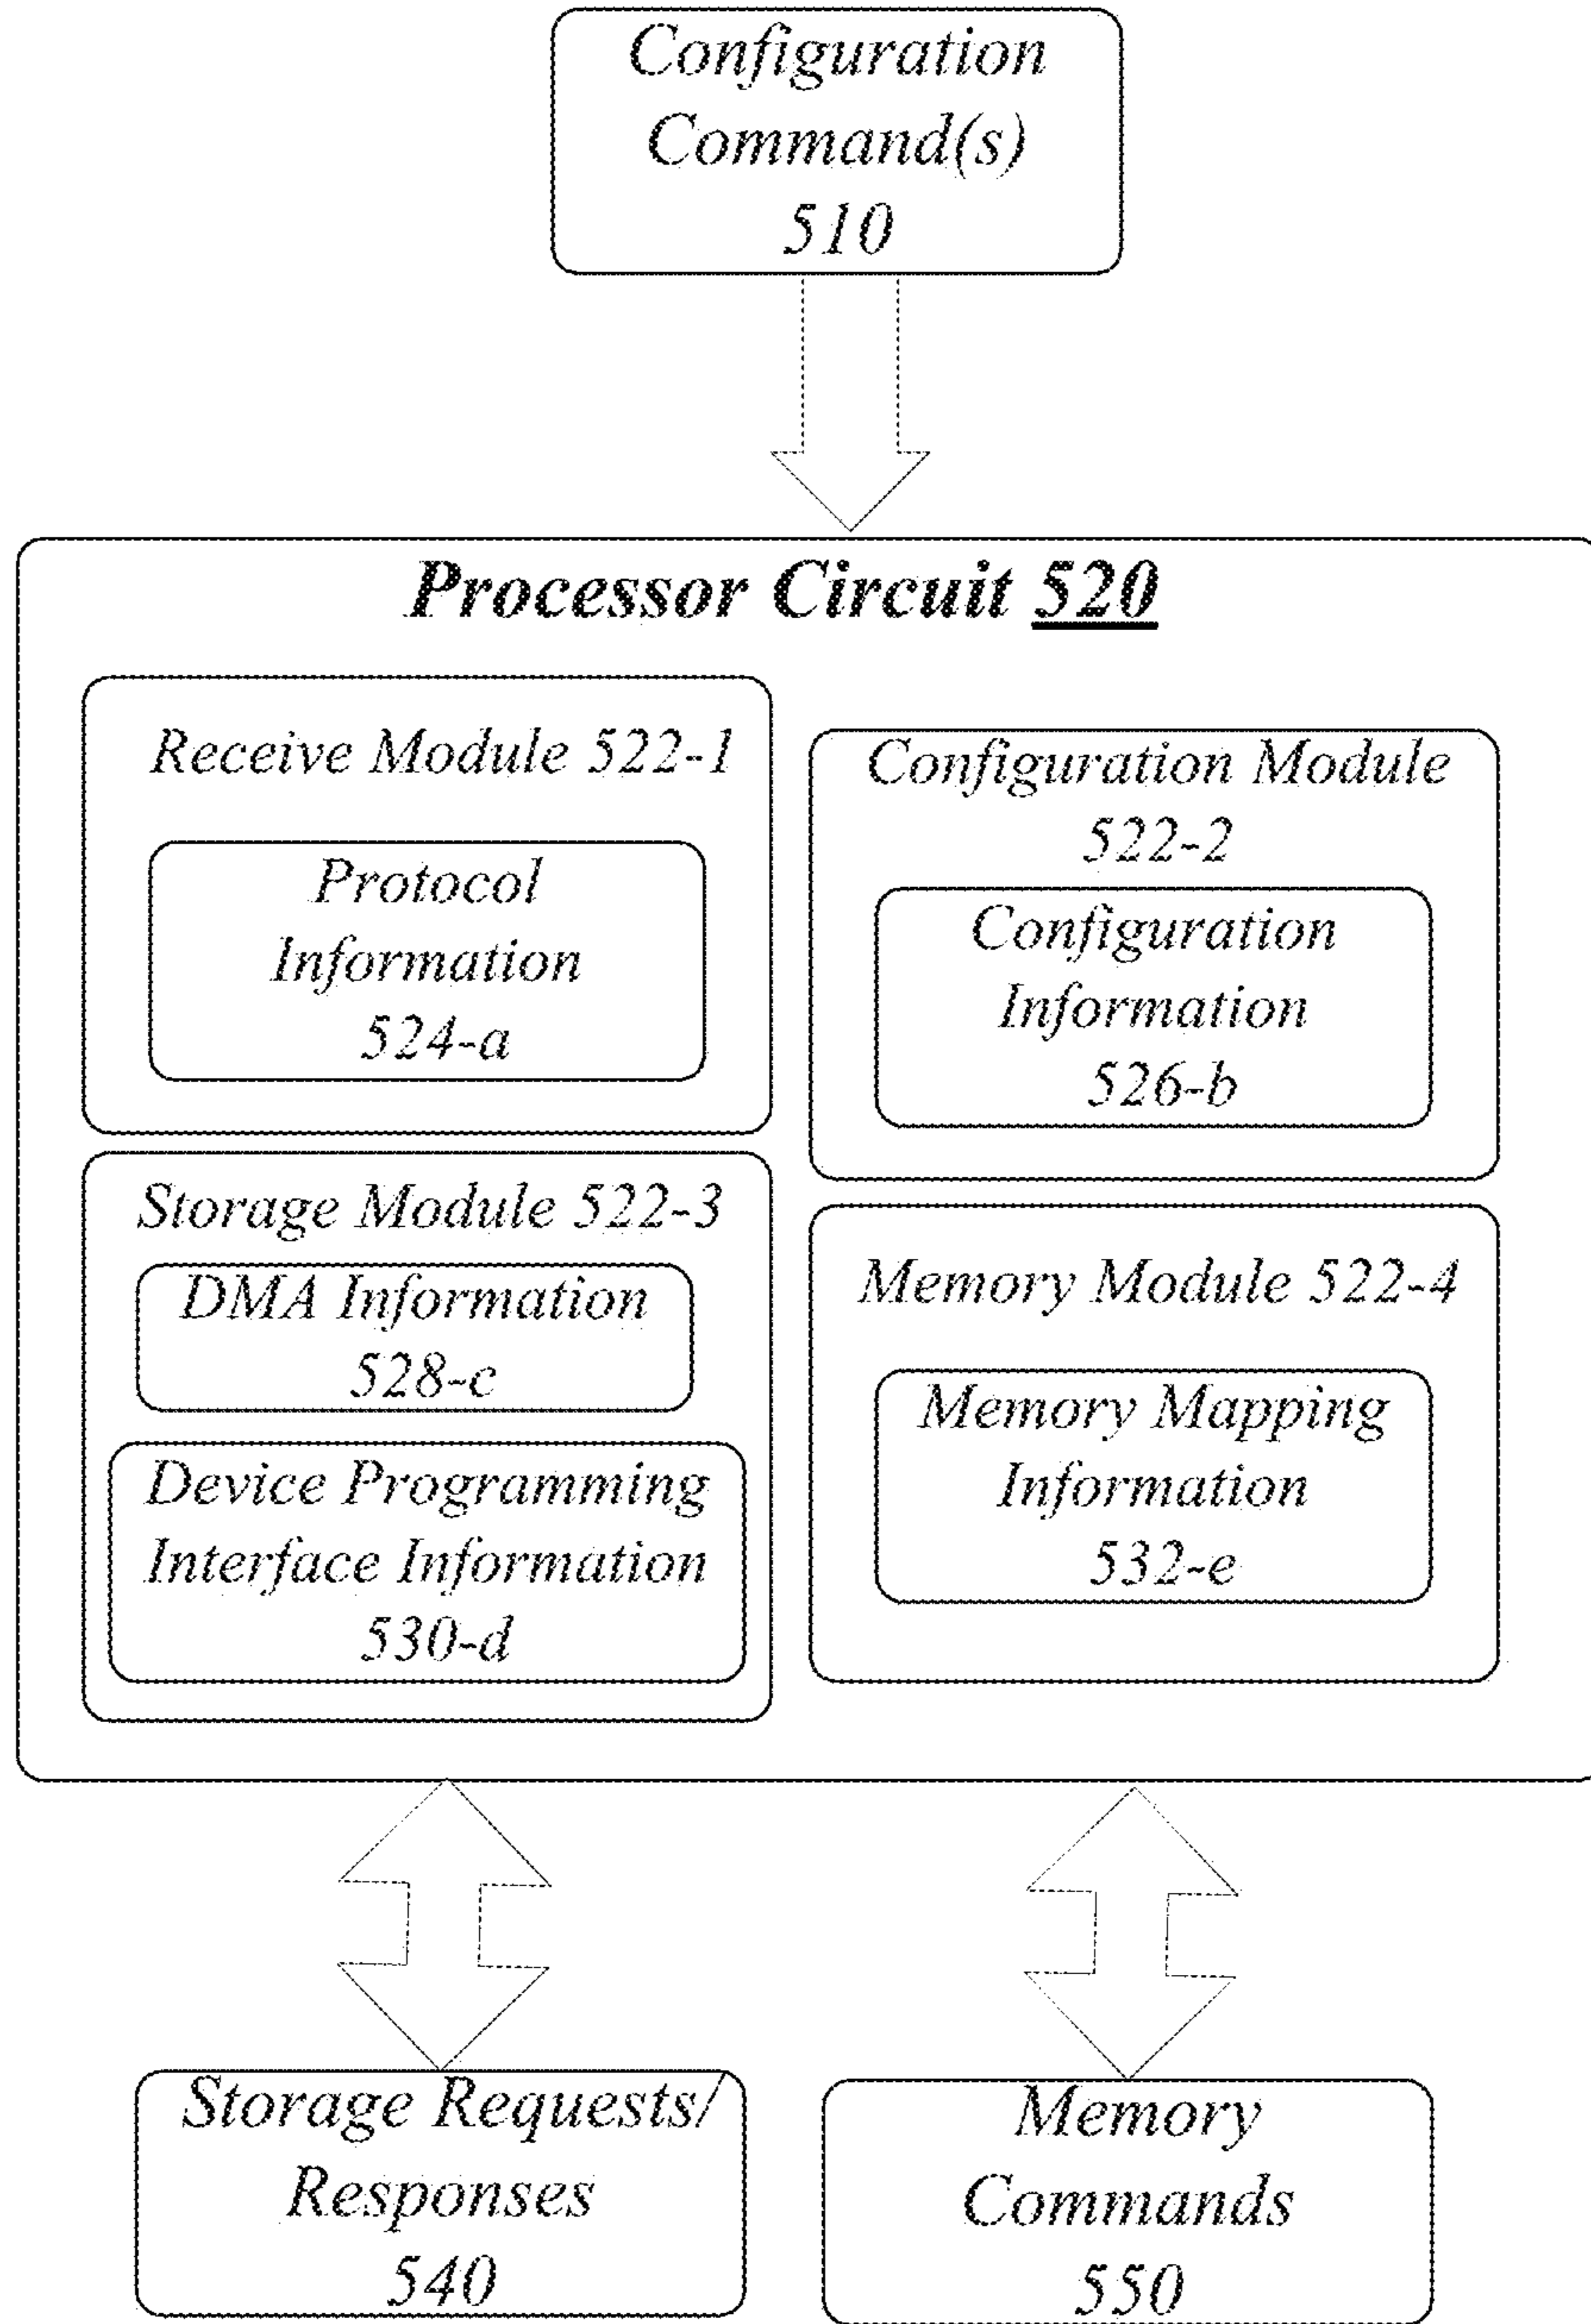 Configuration
Command(s)
510
Processor Circuit 520
Receive Module 522-1
Protocol
Information
524-a
Configuration Module
522-2
Configuration
Information
526-b
Storage Module 522-3
DMA Information
528-c
Device Programming
Interface Information
530-d
Memory Module 522-4
Memory Mapping
Information
532-e
Storage Requests/
Responses
540
Memory
Commands
550